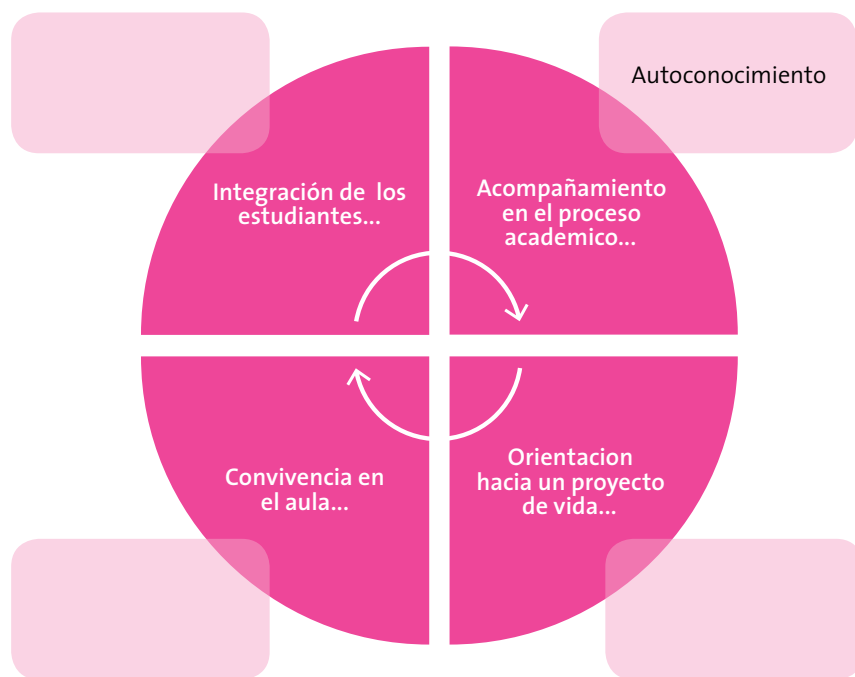 Autoconocimiento
Integración de los
estudiantes...
Acompañamiento
en el proceso
academico...
Convivencia en
el aula...
Orientacion
hacia un proyecto
de vida...